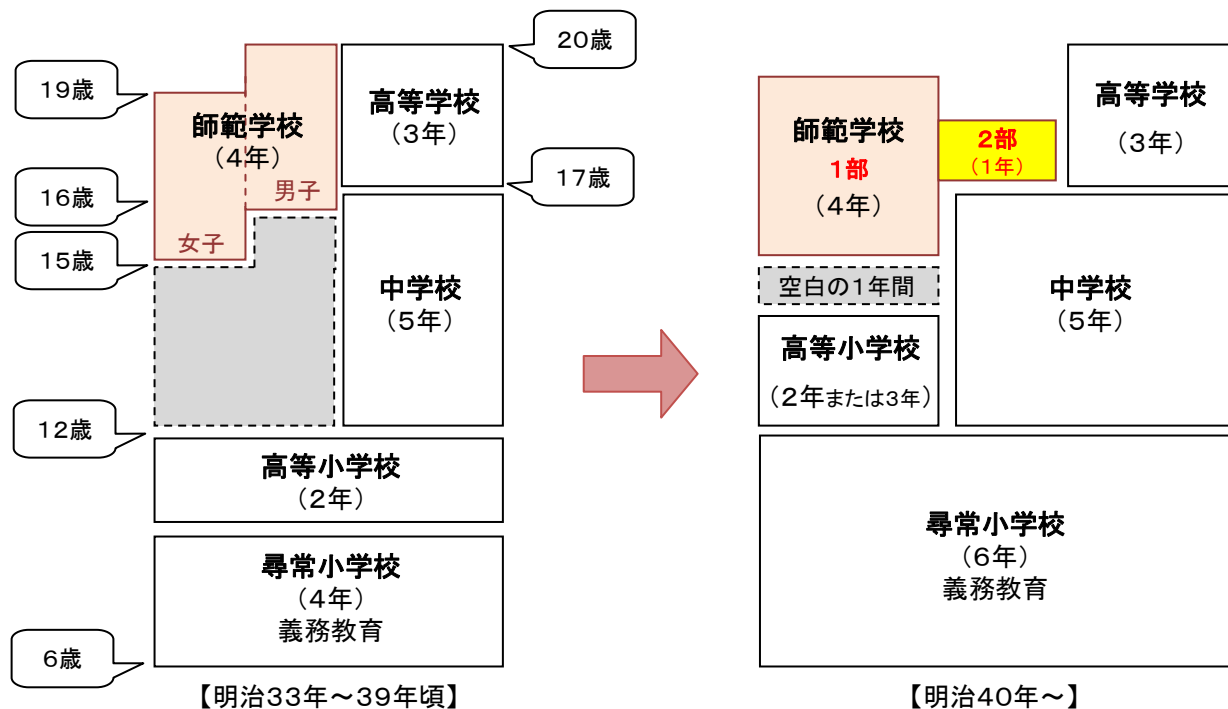 20歳
19歳
師範学校
(4年)
高等学校
(3年)
17歳
16歳
男子
女子
15歳
中学校
(5年)
12歳
高等小学校
(2年)
尋常小学校
(4年)
義務教育
6歳
【明治33年~39年頃】
師範学校
1部
(4年)
2部
(1年)
高等学校
(3年)
空白の1年間
中学校
(5年)
高等小学校
(2年または3年)
尋常小学校
(6年)
義務教育
【明治40年~】